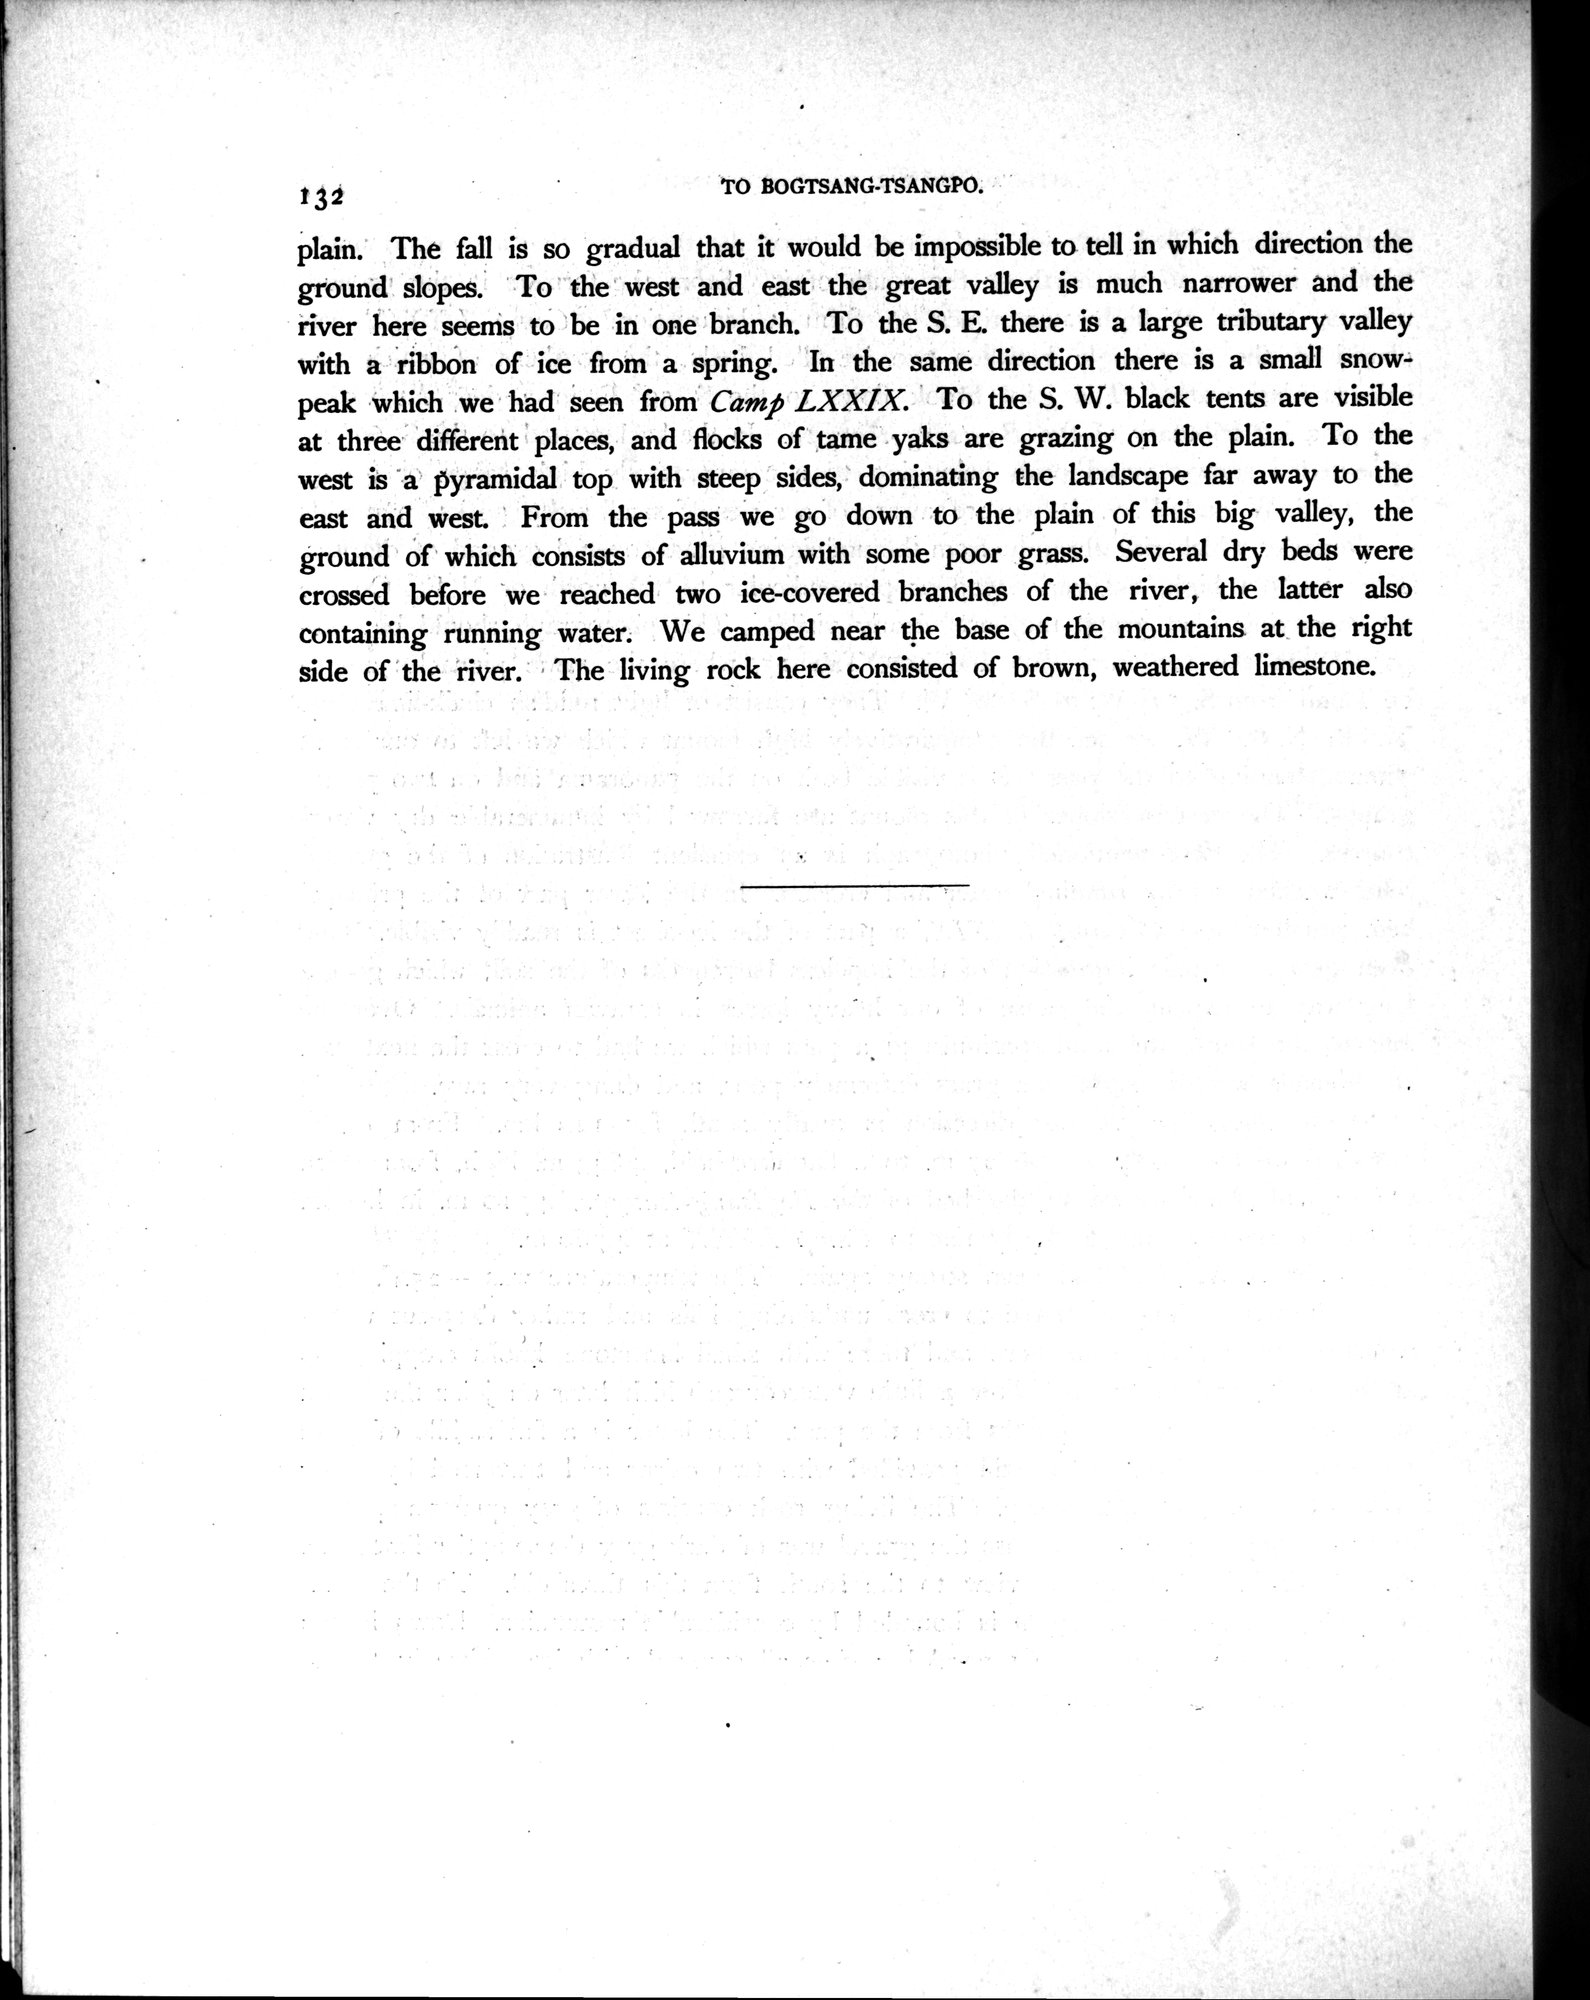 132
TO BOGTSANG-TSANGPO.
plain. The fall is so gradual that it would be impossible to tell in which direction the
ground slopes. To the west and east the great valley is much narrower and the
river here seems to be in one branch. To the S. E. there is a large tributary valley
with a ribbon of ice from a spring. In the same direction there is a small snow-
peak which we had seen from Camp LXXIX. To the S. W. black tents are visible
at three different places, and flocks of tame yaks are grazing on the plain. To the
west is a pyramidal top with steep sides, dominating the landscape far away to the
east and west. From the pass we go down to the plain of this big valley, the
ground of which consists of alluvium with some poor grass. Several dry beds were
crossed before we reached two ice-covered branches of the river, the latter also
containing running water. We camped near the base of the mountains at the right
side of the river. The living rock here consisted of brown, weathered limestone.